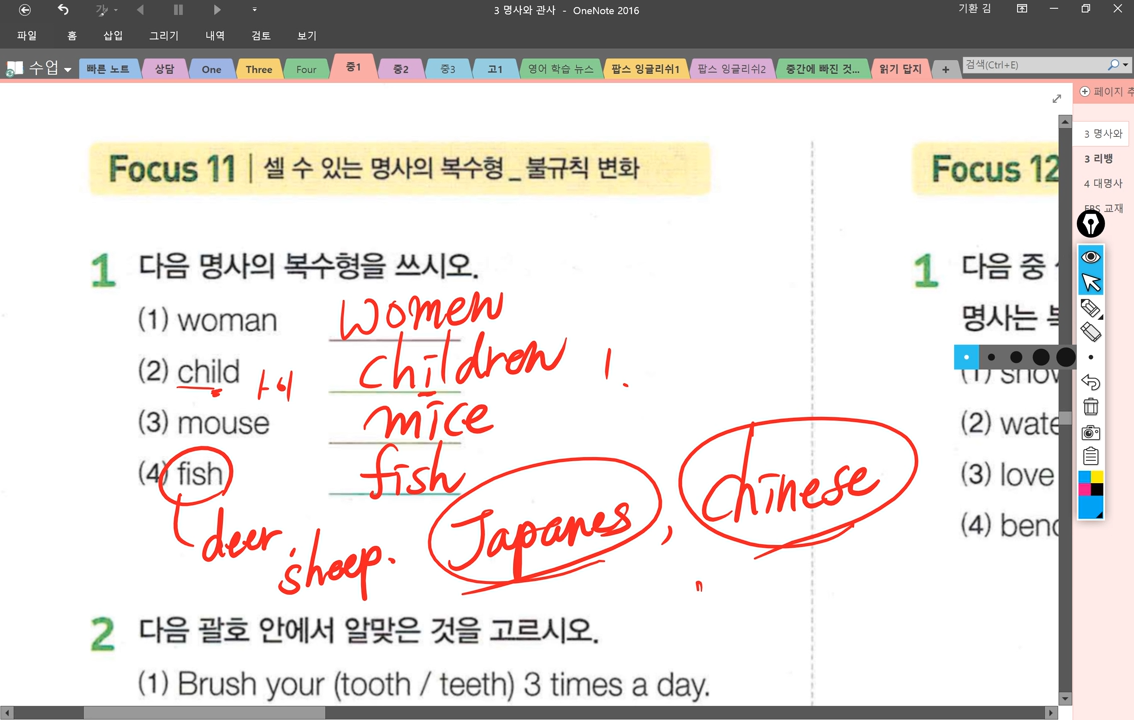 3 명사와 관사 - OneNote 2016
기환 김
파일 홈 삽입 그리기 내역 검토 보기
수업 빠른 노트 상담 One Three Four 중1 중2 중3 고1 영어 학습 뉴스 팝스 잉글리쉬1 팝스 잉글리쉬2 중간에 빠진 것... 읽기 답지 + 검색(Ctrl+E)
페이지 추
3 명사와
3 리뱅
4 대명사
EBS 교재
Focus 11 | 셀 수 있는 명사의 복수형_불규칙 변화
1 다음 명사의 복수형을 쓰시오.
(1) woman women
(2) child children
(3) mouse mice
(4) fish fish
deer, sheep. Japanes, Chinese
2 다음 괄호 안에서 알맞은 것을 고르시오.
(1) Brush your (tooth / teeth) 3 times a day.
Focus 12
1 다음 중
명사는
(1) snow
(2) wate
(3) love
(4) benc